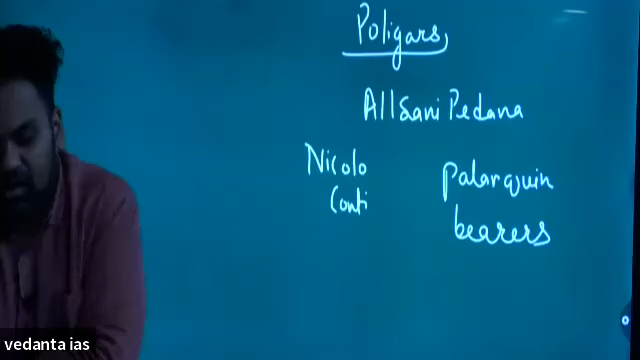 Poligars,
Allsani Pedana
Nicolo
Conti
palarquin
bearers
vedanta ias